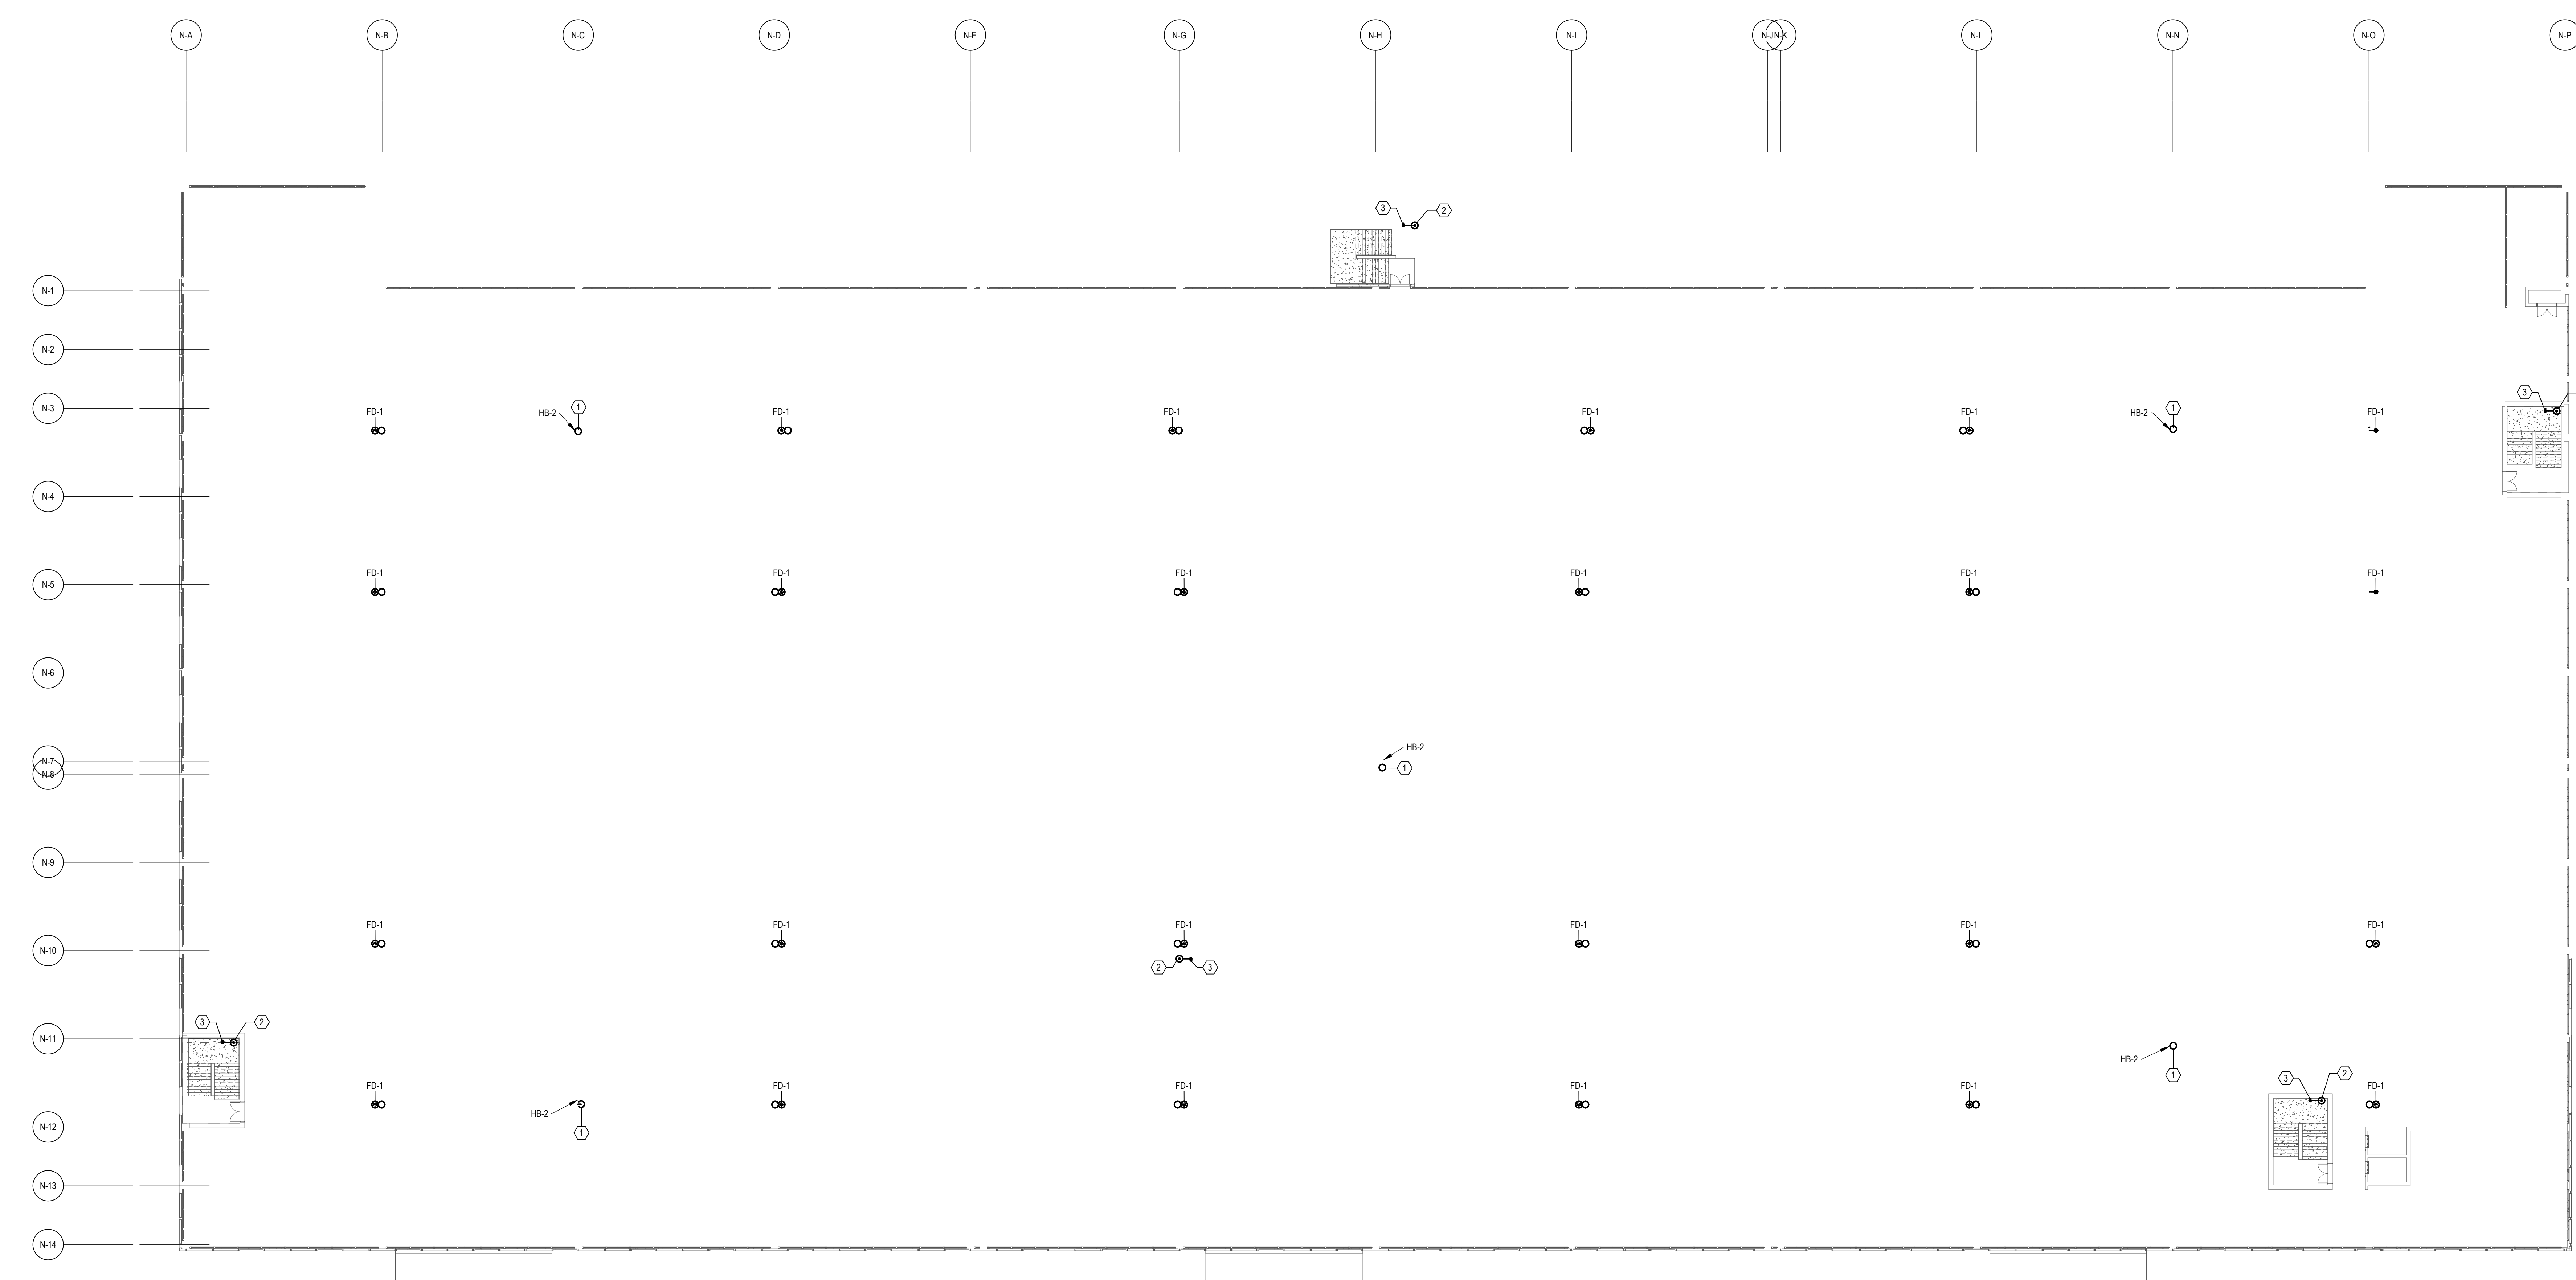 N-A N-B N-C N-D N-E N-G N-H N-I N-J N-K N-L N-N N-O N-P
3 2
N-1
N-2
3
N-3
FD-1 HB-2 1 FD-1 FD-1 FD-1 FD-1 HB-2 1 FD-1
N-4
FD-1 FD-1 FD-1 FD-1 FD-1 FD-1
N-5
N-6
HB-2
N-7
1
N-8
N-9
FD-1 FD-1 FD-1 FD-1 FD-1 FD-1
N-10
2 3
3 2
N-11
HB-2
1
3 2
FD-1 FD-1 FD-1 FD-1 FD-1 FD-1
HB-2
N-12
1
N-13
N-14